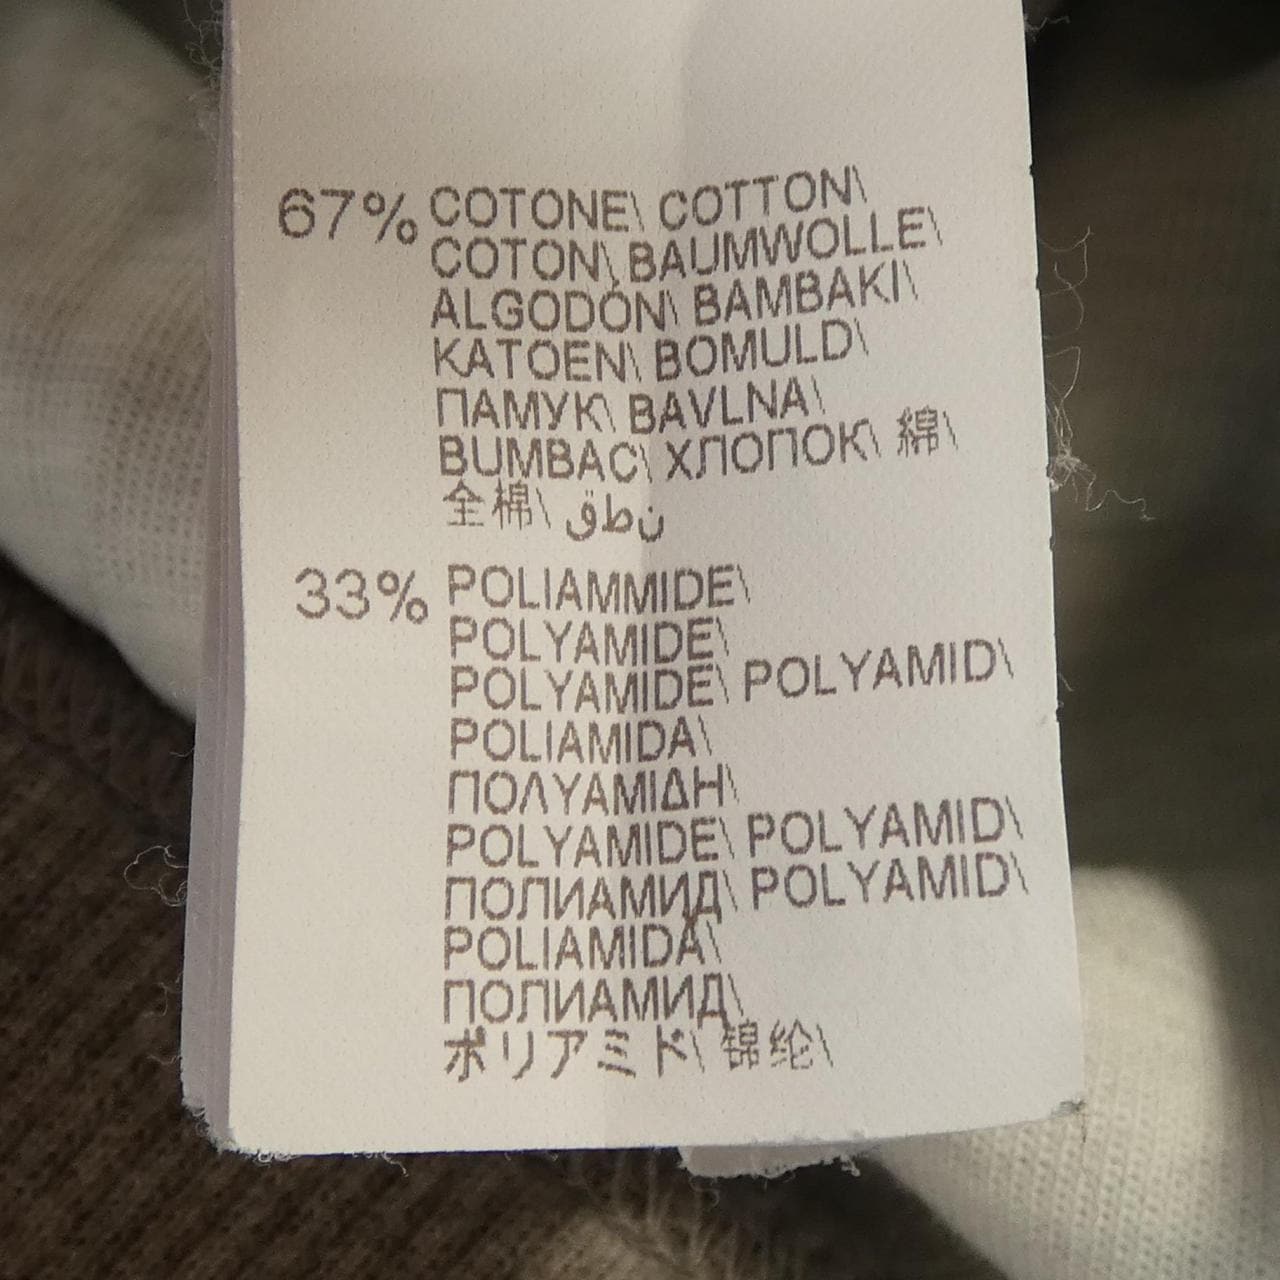 67% COTONE\ COTTON\
COTON\ BAUMWOLLE\
ALGODÓN\ BAMBAKI\
KATOEN\ BOMULD\
ПАМУК\ BAVLNA\
BUMBAC\ ХЛОПОК\ 綿\
全棉\ قطن
33% POLIAMMIDE\
POLYAMIDE\
POLYAMIDE\ POLYAMID\
POLIAMIDA\
ΠΟΛΥΑΜΙΔΗ\
POLYAMIDE\ POLYAMID\
ПОЛИАМИД\ POLYAMID\
POLIAMIDĂ\
ПОЛИАМИД\
ポリアミド\ 锦纶\